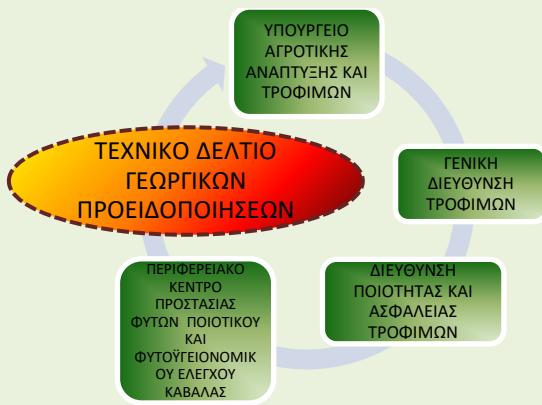 ΥΠΟΥΡΓΕΙΟ
ΑΓΡΟΤΙΚΗΣ
ΑΝΑΠΤΥΞΗΣ ΚΑΙ
ΤΡΟΦΙΜΩΝ
ΤΕΧΝΙΚΟ ΔΕΛΤΙΟ
ΓΕΩΡΓΙΚΩΝ
ΠΡΟΕΙΔΟΠΟΙΗΣΕΩΝ
ΓΕΝΙΚΗ
ΔΙΕΥΘΥΝΣΗ
ΤΡΟΦΙΜΩΝ
ΔΙΕΥΘΥΝΣΗ
ΠΟΙΟΤΗΤΑΣ ΚΑΙ
ΑΣΦΑΛΕΙΑΣ
ΤΡΟΦΙΜΩΝ
ΠΕΡΙΦΕΡΕΙΑΚΟ
ΚΕΝΤΡΟ
ΠΡΟΣΤΑΣΙΑΣ
ΦΥΤΩΝ ΠΟΙΟΤΙΚΟΥ
ΚΑΙ
ΦΥΤΟΫΓΕΙΟΝΟΜΙΚ
ΟΥ ΕΛΕΓΧΟΥ
ΚΑΒΑΛΑΣ